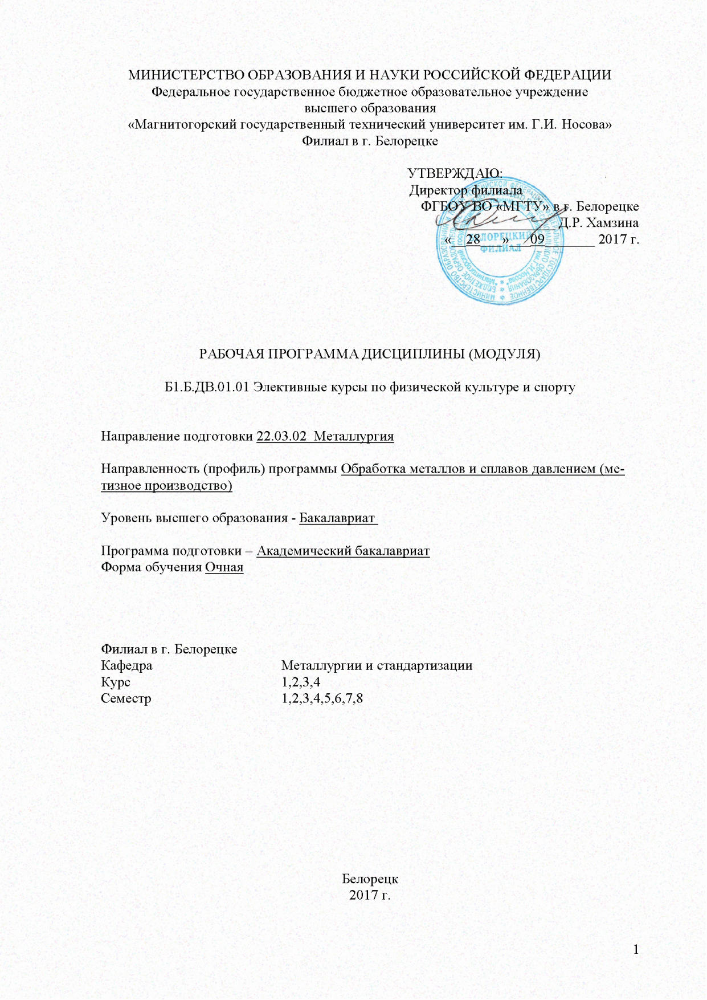 МИНИСТЕРСТВО ОБРАЗОВАНИЯ И НАУКИ РОССИЙСКОЙ ФЕДЕРАЦИИ
Федеральное государственное бюджетное образовательное учреждение
высшего образования
«Магнитогорский государственный технический университет им. Г.И. Носова»
Филиал в г. Белорецке
УТВЕРЖДАЮ:
Директор филиала
ФГБОУ ВО «МГТУ» в г. Белорецке
Д.Р. Хамзина
« 28 » 09 2017 г.
БЕЛОРЕЦКИЙ
ФИЛИАЛ
РАБОЧАЯ ПРОГРАММА ДИСЦИПЛИНЫ (МОДУЛЯ)
Б1.Б.ДВ.01.01 Элективные курсы по физической культуре и спорту
Направление подготовки 22.03.02 Металлургия
Направленность (профиль) программы Обработка металлов и сплавов давлением (ме-
тизное производство)
Уровень высшего образования - Бакалавриат
Программа подготовки – Академический бакалавриат
Форма обучения Очная
Филиал в г. Белорецке
Кафедра Металлургии и стандартизации
Курс 1,2,3,4
Семестр 1,2,3,4,5,6,7,8
Белорецк
2017 г.
1